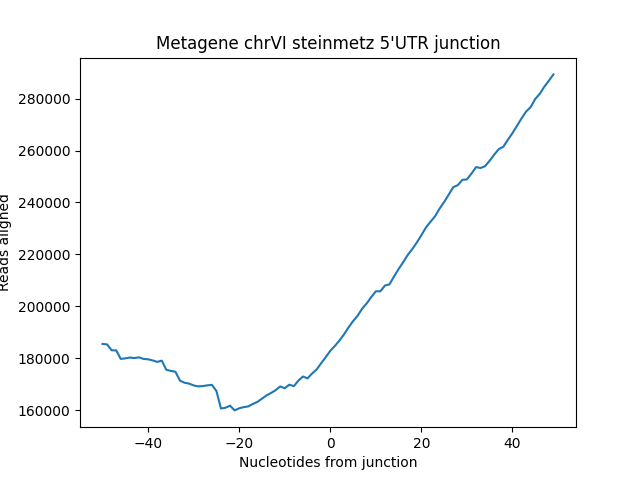 Metagene chrVI steinmetz 5'UTR junction
Reads aligned
280000
260000
240000
220000
200000
180000
160000
−40 −20 0 20 40
Nucleotides from junction